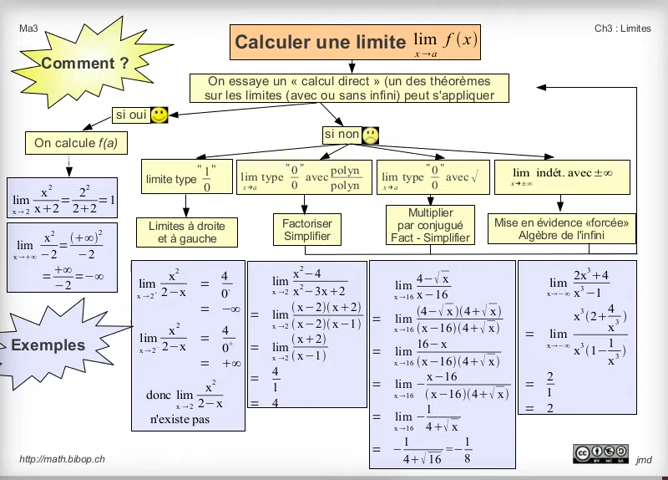 Ma3
Ch3 : Limites
Comment ?
Calculer une limite lim f(x)
x→a
On essaye un « calcul direct » (un des théorèmes
sur les limites (avec ou sans infini) peut s'appliquer
si oui
si non
On calcule f(a)
limite type "1/0"
lim type "0/0" avec polyn/polyn
x→a
lim type "0/0" avec √
x→a
lim indét. avec ±∞
x→±∞
Limites à droite
et à gauche
Factoriser
Simplifier
Multiplier
par conjugué
Fact - Simplifier
Mise en évidence «forcée»
Algèbre de l'infini
lim x→2 x²/(x+2) = 2²/(2+2) = 1
lim x→+∞ x²/-2 = (+∞)²/-2
= +∞/-2 = -∞
Exemples
lim x²/(2-x) = 4/0
= -∞
lim x²/(2-x) = 4/0
= +∞
donc lim x→2 x²/(2-x)
n'existe pas
lim x→2 (x²-4)/(x²-3x+2)
= lim x→2 (x-2)(x+2)/(x-2)(x-1)
= lim x→2 (x+2)/(x-1)
= 4/1
= 4
lim x→16 (4-√x)/(x-16)
= lim x→16 (4-√x)(4+√x)/(x-16)(4+√x)
= lim x→16 (16-x)/(x-16)(4+√x)
= lim x→16 -(x-16)/(x-16)(4+√x)
= lim x→16 -1/(4+√x)
= -1/(4+√16) = -1/8
lim x→-∞ (2x³+4)/(x³-1)
= lim x→-∞ x³(2+4/x³)/x³(1-1/x³)
= 2/1
= 2
http://math.bibop.ch
cc
BY NC SA
jmd